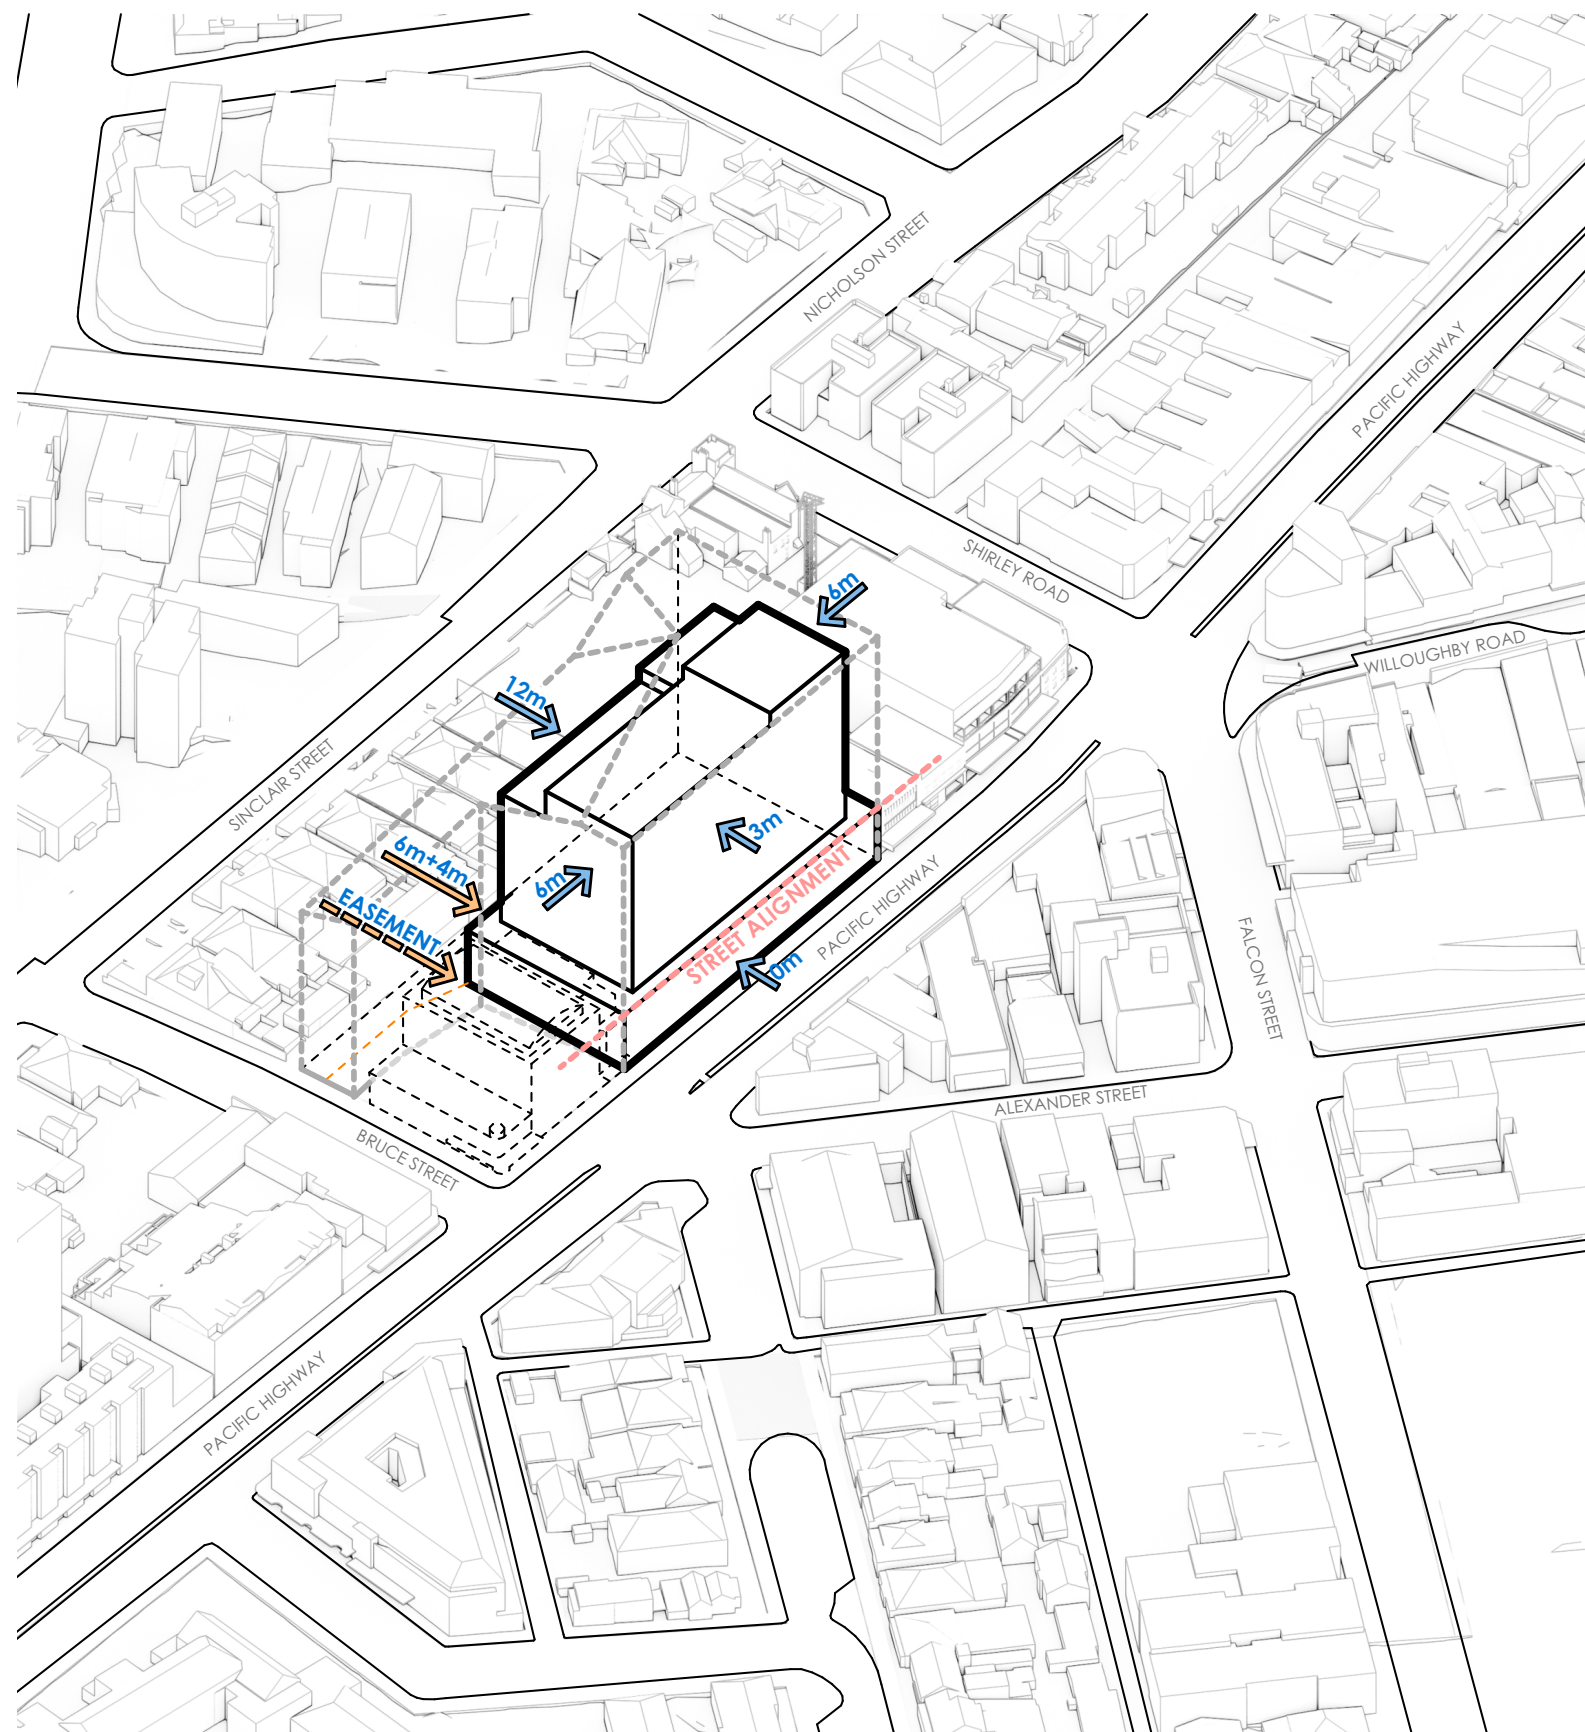 NICHOLSON STREET
PACIFIC HIGHWAY
SHIRLEY ROAD
6m
WILLOUGHBY ROAD
12m
SINCLAIR STREET
3m
6m+4m
6m
EASEMENT
STREET ALIGNMENT
PACIFIC HIGHWAY
0m
FALCON STREET
ALEXANDER STREET
BRUCE STREET
PACIFIC HIGHWAY